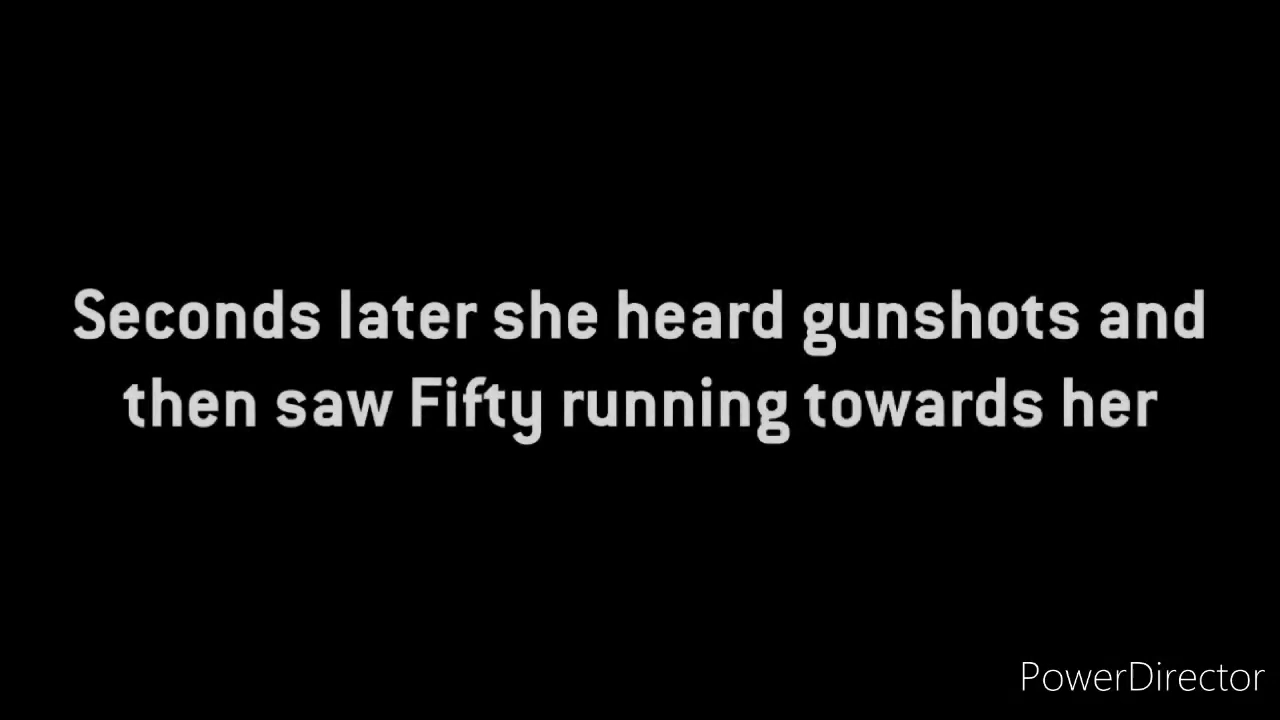 Seconds later she heard gunshots and
then saw Fifty running towards her
PowerDirector